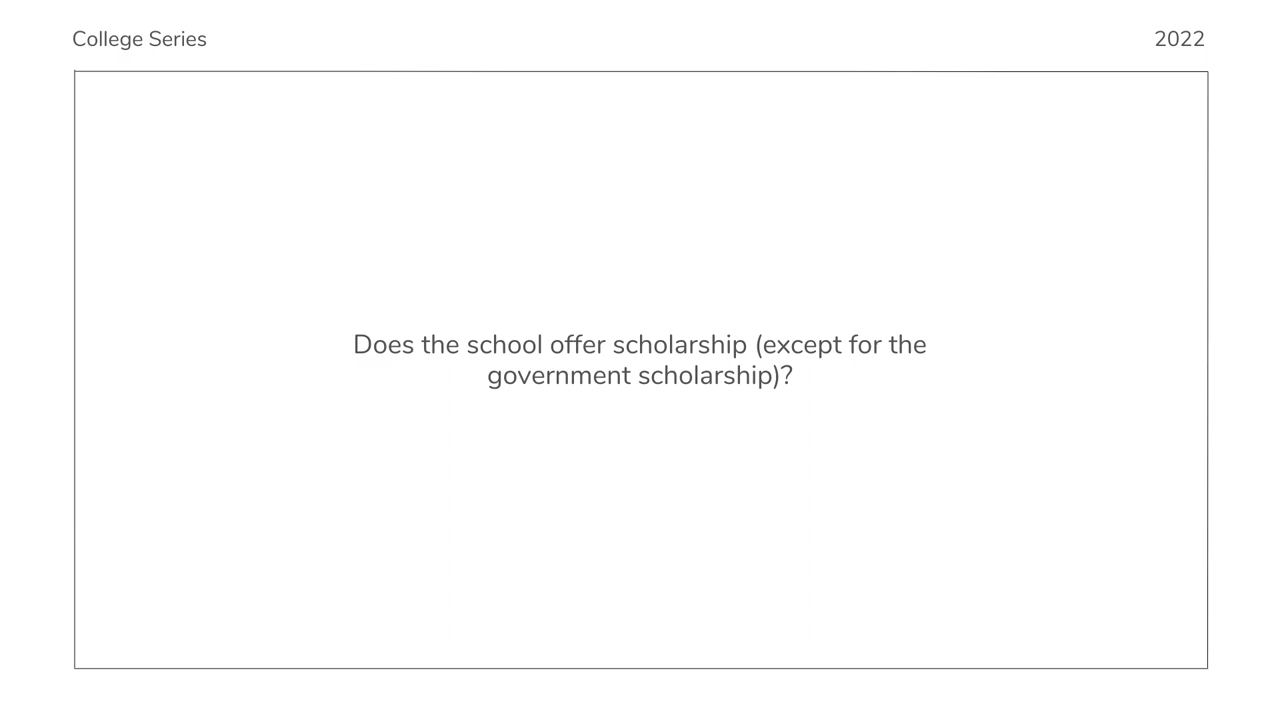 College Series
2022
Does the school offer scholarship (except for the
government scholarship)?